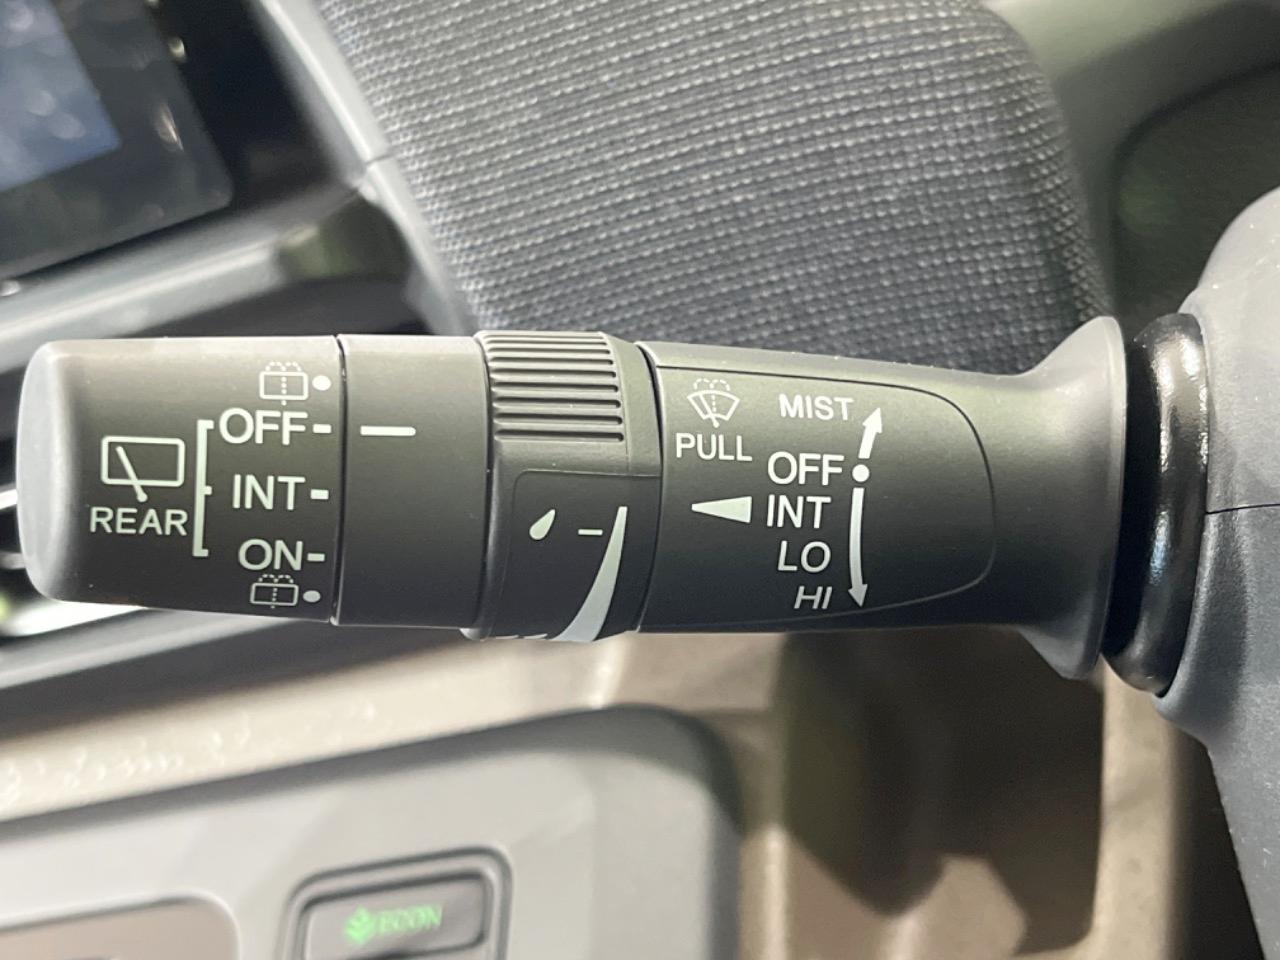 OFF
INT
REAR
ON
MIST
PULL
OFF
INT
LO
HI
ECON